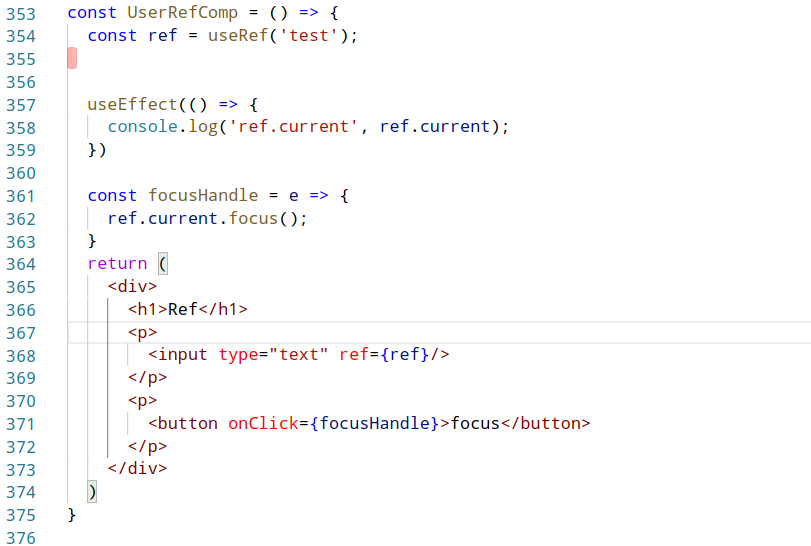 353 const UserRefComp = () => {
354   const ref = useRef('test');
355
356
357   useEffect(() => {
358     console.log('ref.current', ref.current);
359   })
360
361   const focusHandle = e => {
362     ref.current.focus();
363   }
364   return (
365     <div>
366       <h1>Ref</h1>
367       <p>
368         <input type="text" ref={ref}/>
369       </p>
370       <p>
371         <button onClick={focusHandle}>focus</button>
372       </p>
373     </div>
374   )
375 }
376